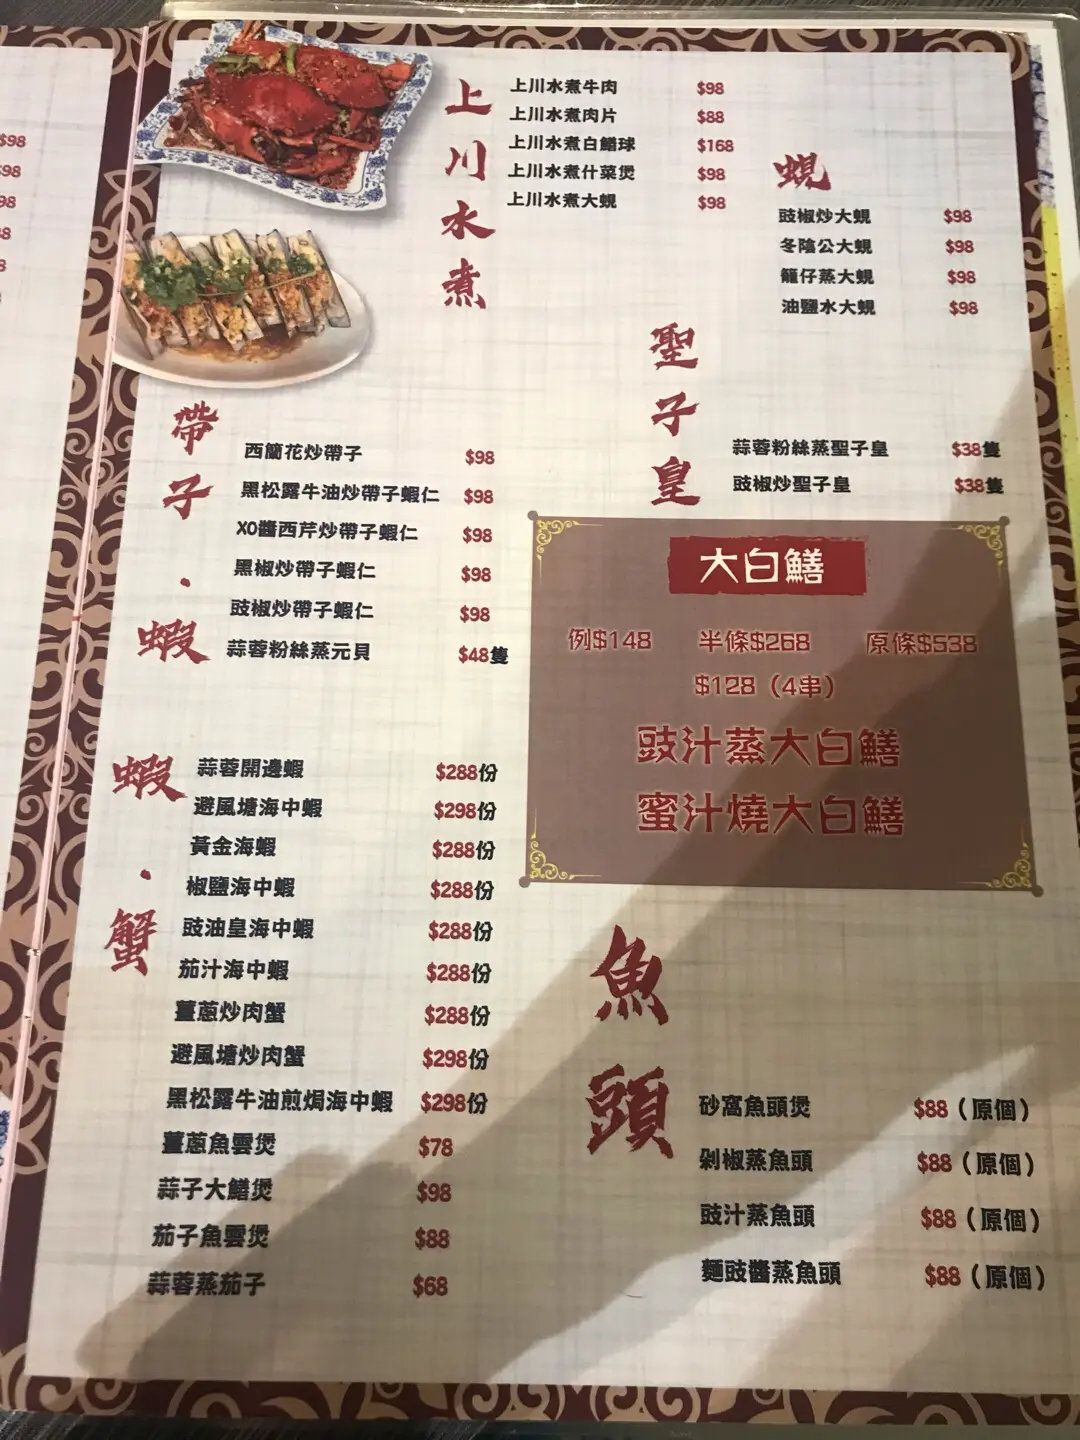 $98
$98
上川水煮
上川水煮牛肉 $98
上川水煮肉片 $88
上川水煮白鱔球 $168
上川水煮什菜煲 $98
上川水煮大蜆 $98
蜆
豉椒炒大蜆 $98
冬陰公大蜆 $98
籠仔蒸大蜆 $98
油鹽水大蜆 $98
聖子皇
蒜蓉粉絲蒸聖子皇 $38隻
豉椒炒聖子皇 $38隻
帶子·蝦
西蘭花炒帶子 $98
黑松露牛油炒帶子蝦仁 $98
XO醬西芹炒帶子蝦仁 $98
黑椒炒帶子蝦仁 $98
豉椒炒帶子蝦仁 $98
蒜蓉粉絲蒸元貝 $48隻
大白鱔
例$148 半條$268 原條$538
$128（4串）
豉汁蒸大白鱔
蜜汁燒大白鱔
蝦·蟹
蒜蓉開邊蝦 $288份
避風塘海中蝦 $298份
黃金海蝦 $288份
椒鹽海中蝦 $288份
豉油皇海中蝦 $288份
茄汁海中蝦 $288份
薑蔥炒肉蟹 $288份
避風塘炒肉蟹 $298份
黑松露牛油煎焗海中蝦 $298份
薑蔥魚雲煲 $78
蒜子大鱔煲 $98
茄子魚雲煲 $88
蒜蓉蒸茄子 $68
魚頭
砂窩魚頭煲 $88（原個）
剁椒蒸魚頭 $88（原個）
豉汁蒸魚頭 $88（原個）
麵豉醬蒸魚頭 $88（原個）